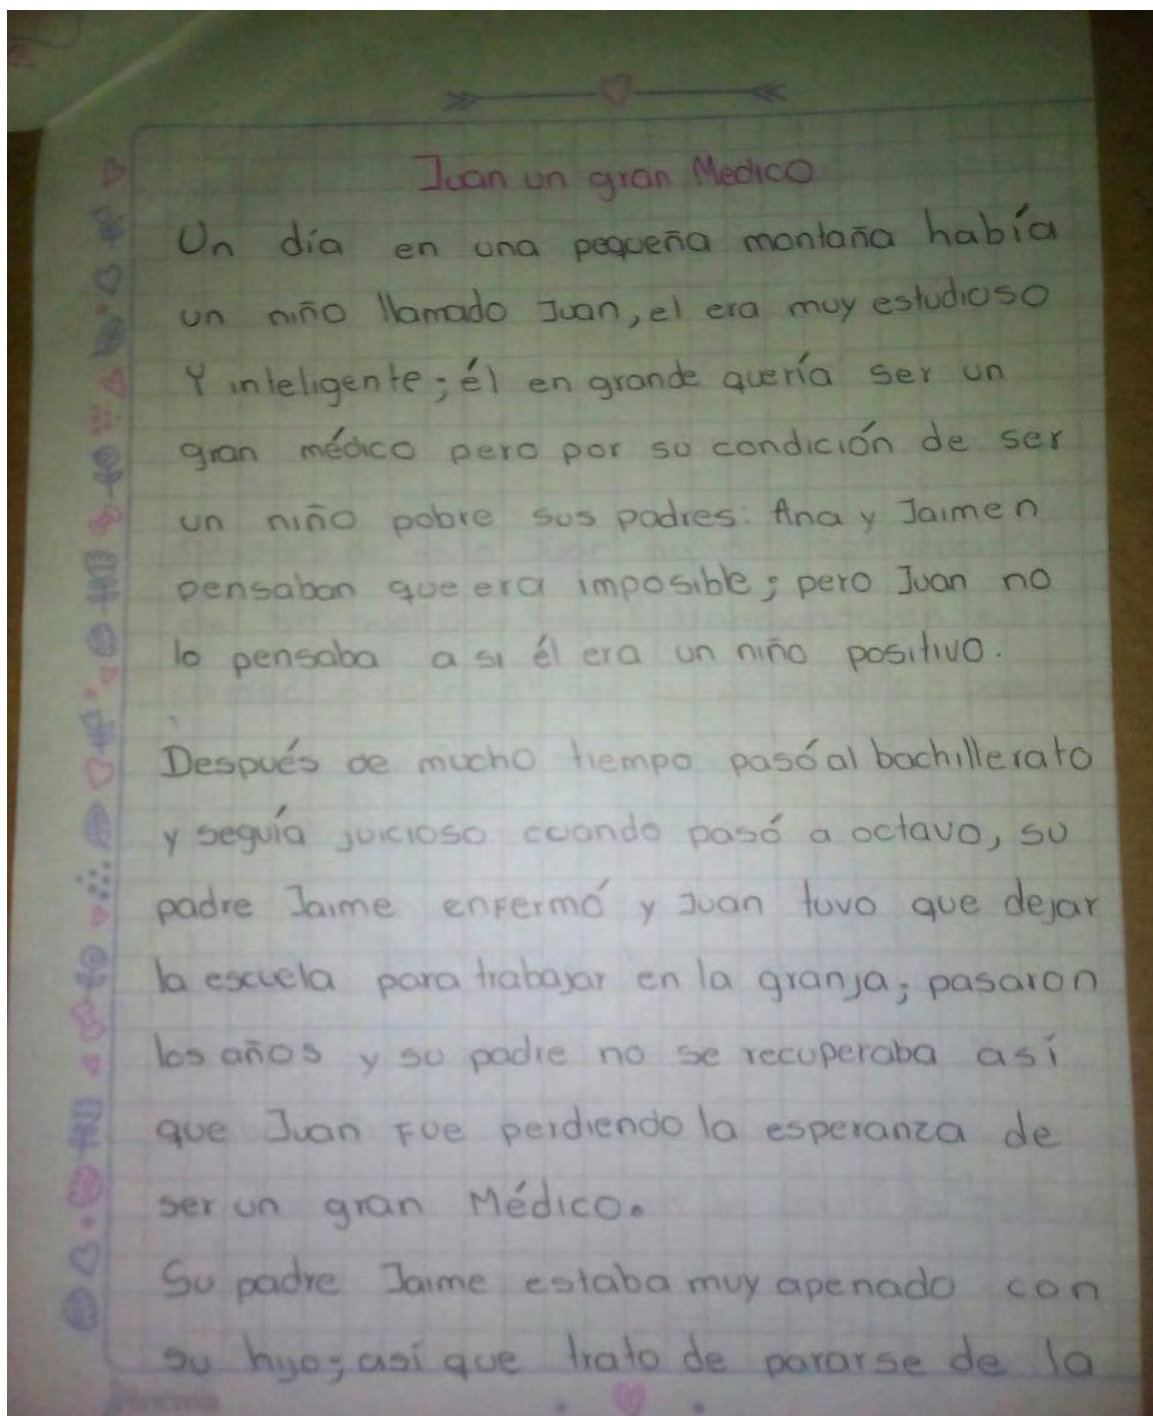 Juan un gran Medico
Un día en una pequeña montaña había
un niño llamado Juan, el era muy estudioso
Y inteligente; él en grande quería ser un
gran médico pero por su condición de ser
un niño pobre sus padres: Ana y Jaimen
pensaban que era imposible; pero Juan no
lo pensaba a si él era un niño positivo.
Después de mucho tiempo pasó al bachillerato
y seguía juicioso cuando pasó a octavo, su
padre Jaime enfermó y Juan tuvo que dejar
la escuela para trabajar en la granja; pasaron
los años y su padre no se recuperaba así
que Juan Fue perdiendo la esperanza de
ser un gran Médico.
Su padre Jaime estaba muy apenado con
su hijo; así que trato de pararse de la